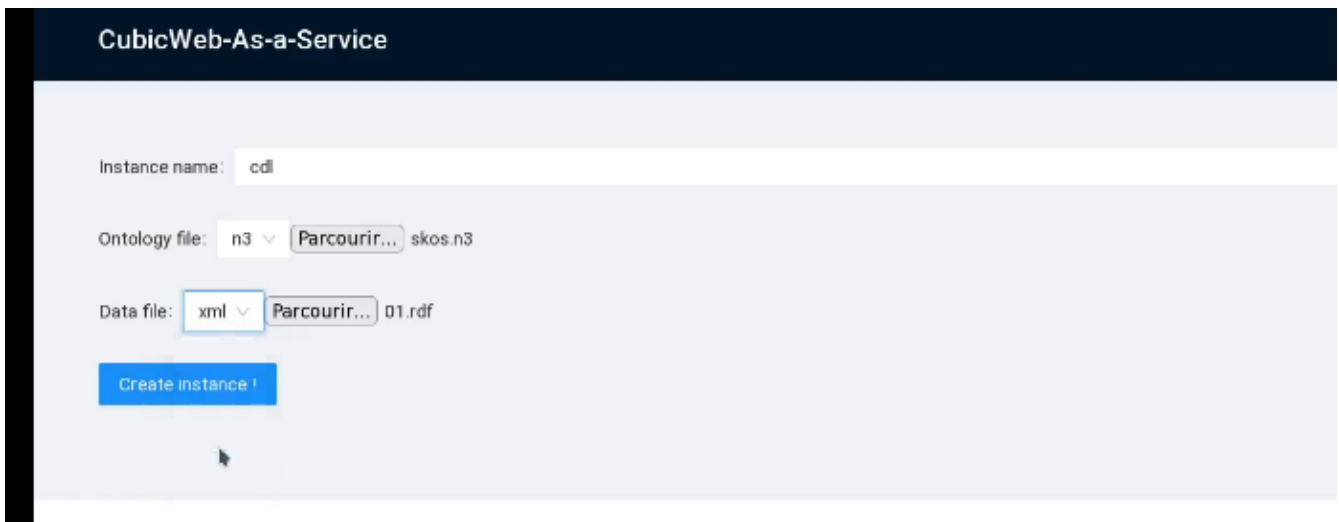 CubicWeb-As-a-Service
Instance name: cdl
Ontology file: n3 Parcourir... skos.n3
Data file: xml Parcourir... 01.rdf
Create instance !